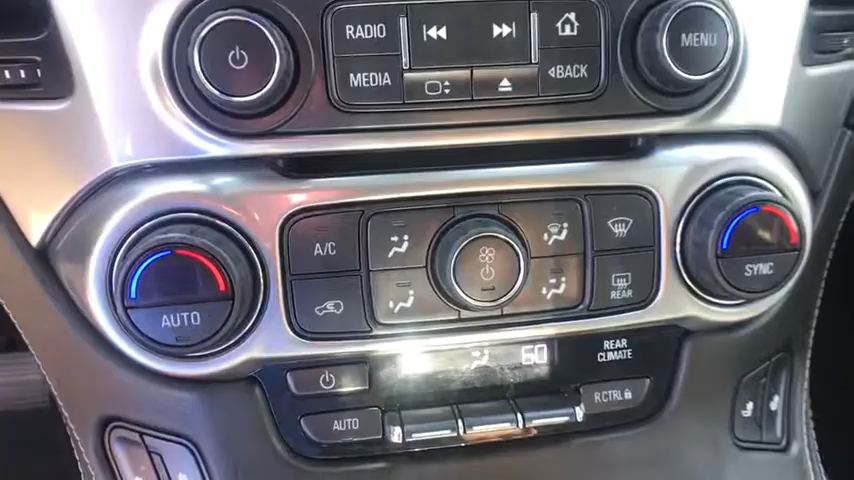 RADIO
MEDIA
BACK
MENU
A/C
REAR
AUTO
SYNC
60
REAR
CLIMATE
AUTO
RCTRL